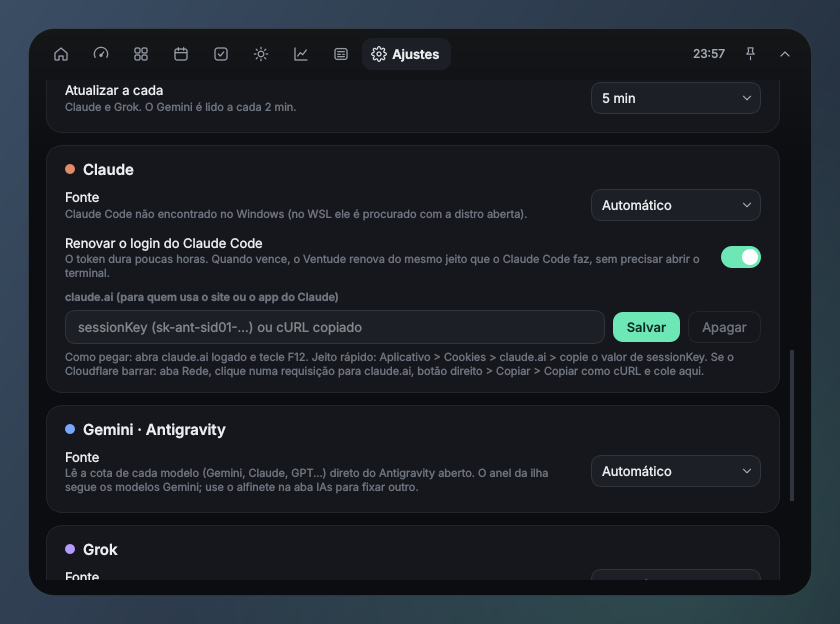 Ajustes
23:57
Atualizar a cada
Claude e Grok. O Gemini é lido a cada 2 min.
5 min
Claude
Fonte
Claude Code não encontrado no Windows (no WSL ele é procurado com a distro aberta).
Automático
Renovar o login do Claude Code
O token dura poucas horas. Quando vence, o Ventude renova do mesmo jeito que o Claude Code faz, sem precisar abrir o
terminal.
claude.ai (para quem usa o site ou o app do Claude)
sessionKey (sk-ant-sid01-...) ou cURL copiado
Salvar
Apagar
Como pegar: abra claude.ai logado e tecle F12. Jeito rápido: Aplicativo > Cookies > claude.ai > copie o valor de sessionKey. Se o
Cloudflare barrar: aba Rede, clique numa requisição para claude.ai, botão direito > Copiar > Copiar como cURL e cole aqui.
Gemini · Antigravity
Fonte
Lê a cota de cada modelo (Gemini, Claude, GPT...) direto do Antigravity aberto. O anel da ilha
segue os modelos Gemini; use o alfinete na aba IAs para fixar outro.
Automático
Grok
Fonte